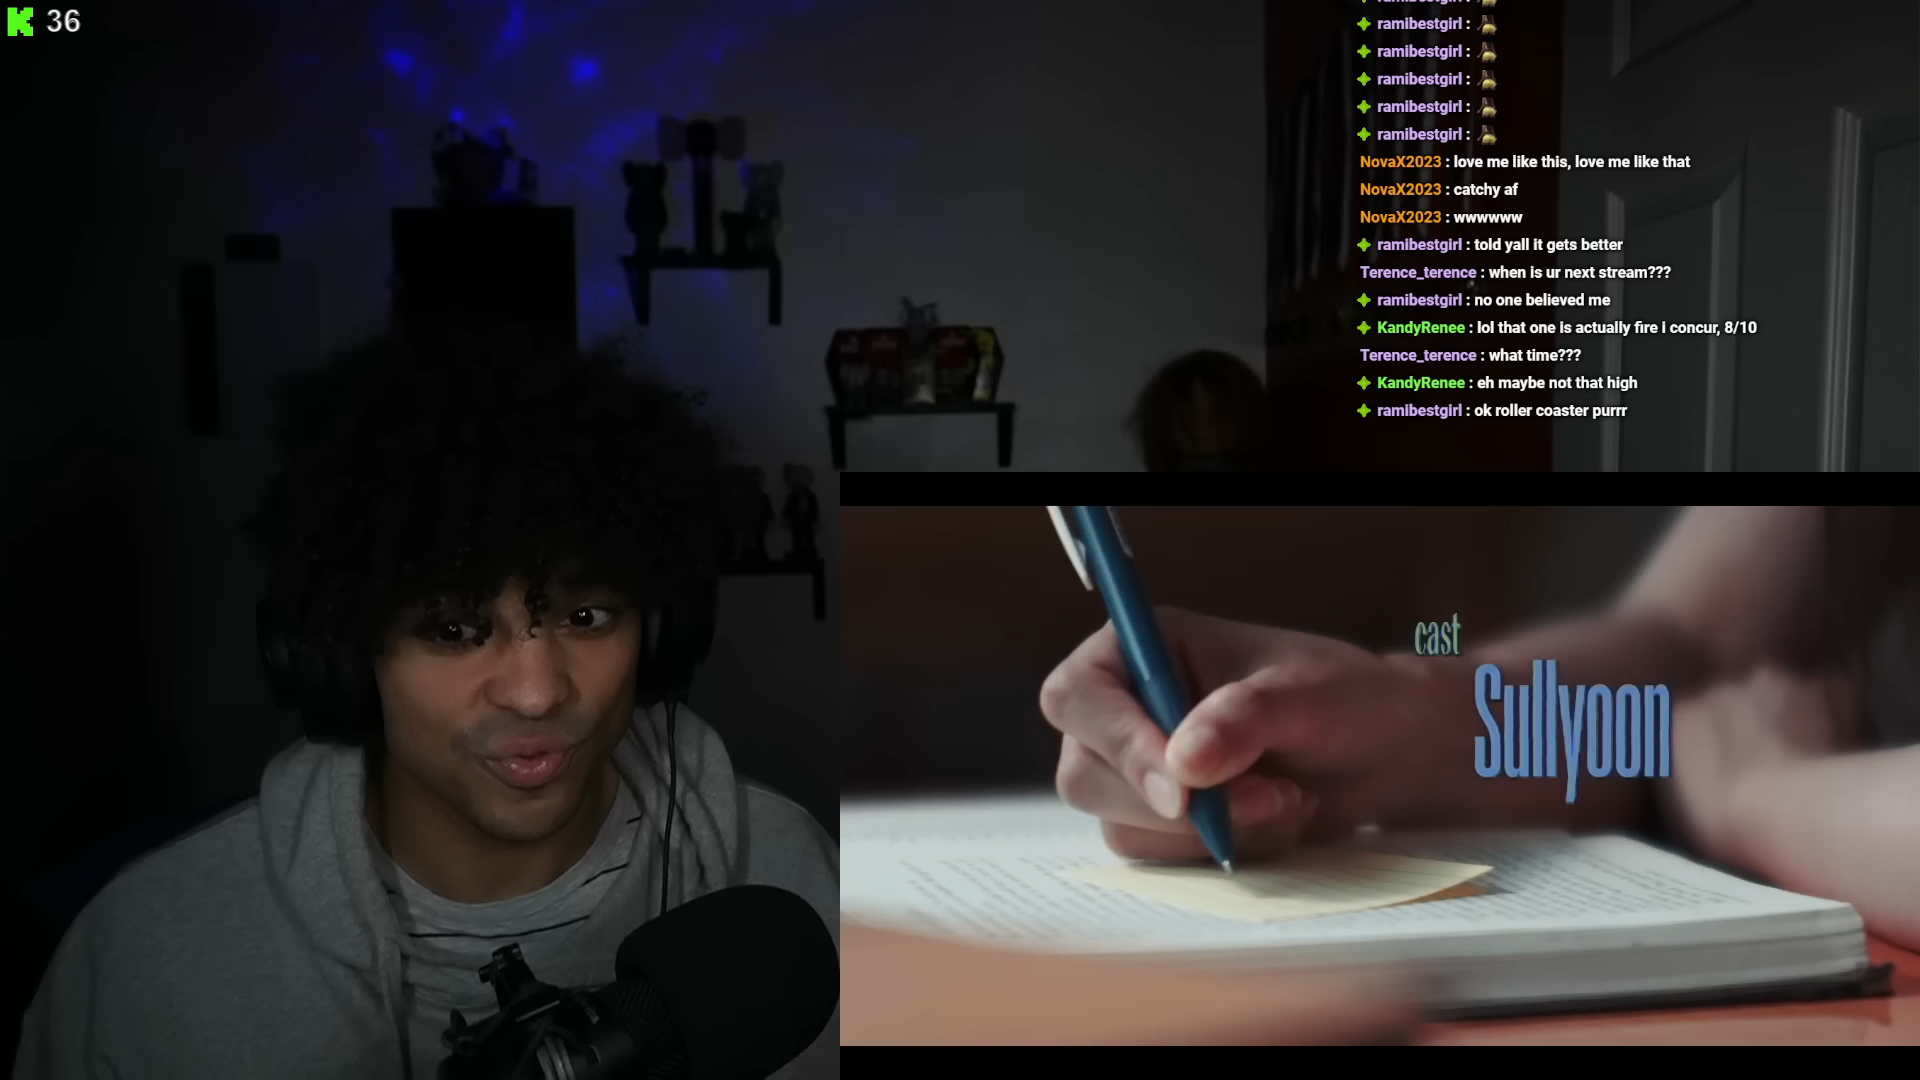 K 36
ramibestgirl :
ramibestgirl :
ramibestgirl :
ramibestgirl :
ramibestgirl :
ramibestgirl :
NovaX2023 : love me like this, love me like that
NovaX2023 : catchy af
NovaX2023 : wwwwww
ramibestgirl : told yall it gets better
Terence_terence : when is ur next stream???
ramibestgirl : no one believed me
KandyRenee : lol that one is actually fire i concur, 8/10
Terence_terence : what time???
KandyRenee : eh maybe not that high
ramibestgirl : ok roller coaster purrr
cast
Sullyoon